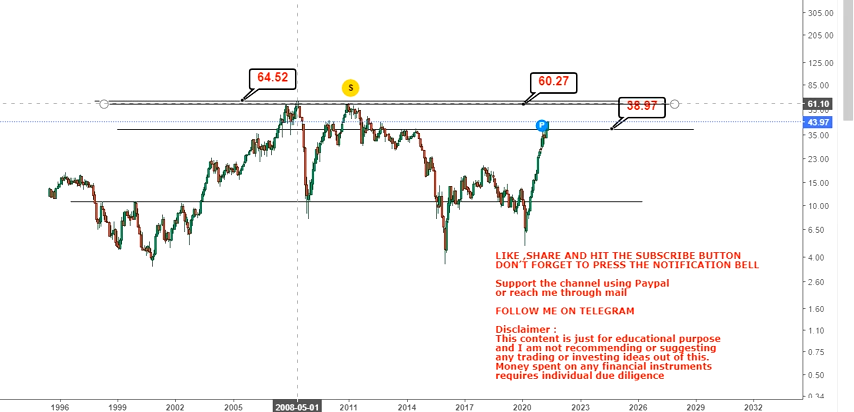 305.00
205.00
125.00
85.00
64.52
60.27
$
38.97
61.10
P
43.97
35.00
23.00
15.00
10.00
6.50
LIKE ,SHARE AND HIT THE SUBSCRIBE BUTTON
DON'T FORGET TO PRESS THE NOTIFICATION BELL
4.00
Support the channel using Paypal
or reach me through mail
2.60
FOLLOW ME ON TELEGRAM
1.60
Disclaimer :
1.10
This content is just for educational purpose
and I am not recommending or suggesting
any trading or investing ideas out of this.
0.75
Money spent on any financial instruments
requires individual due diligence
0.50
0.34
1996 1999 2002 2005 2008-05-01 2011 2014 2017 2020 2023 2026 2029 2032